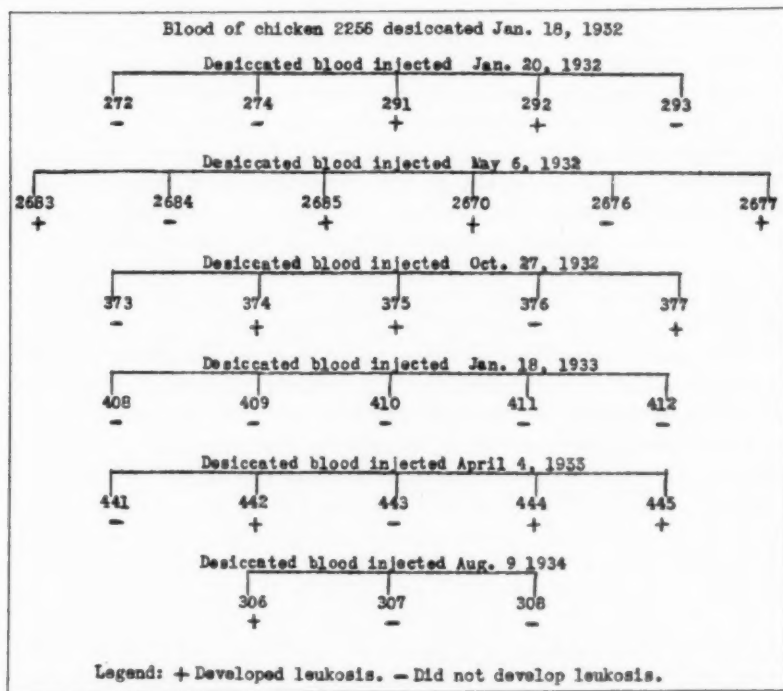 Blood of chicken 2256 desiccated Jan. 18, 1932
Desiccated blood injected Jan. 20, 1932
272 274 291 292 293
- - + + -
Desiccated blood injected May 6, 1932
2683 2684 2685 2670 2676 2677
+ - + + - +
Desiccated blood injected Oct. 27, 1932
373 374 375 376 377
- + + - +
Desiccated blood injected Jan. 18, 1933
408 409 410 411 412
- - - - -
Desiccated blood injected April 4, 1933
441 442 443 444 445
- + - + +
Desiccated blood injected Aug. 9 1934
306 307 308
+ - -
Legend: + Developed leukosis. - Did not develop leukosis.